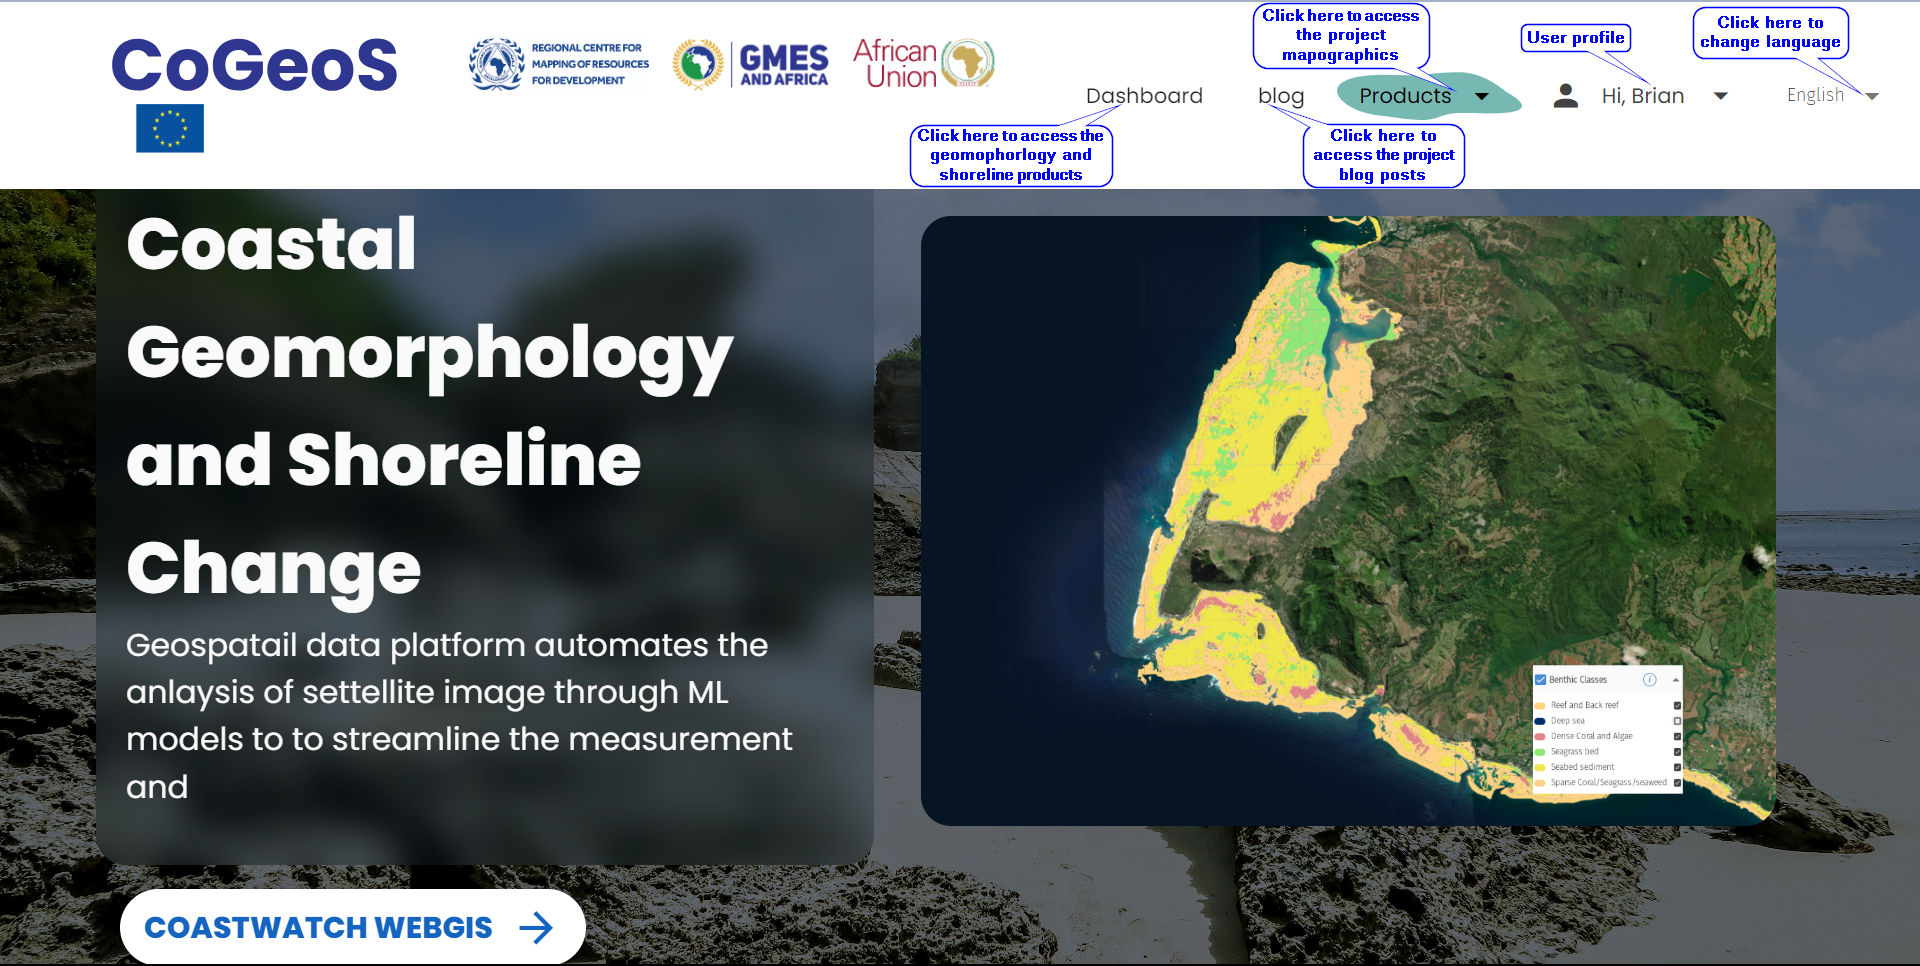 CoGeoS
REGIONAL CENTRE FOR
MAPPING OF RESOURCES
FOR DEVELOPMENT
GMES
AND AFRICA
African
Union
Click here to access
the project
mapographics
User profile
Click here to
change language
Dashboard
blog
Products
Hi, Brian
English
Click here to access the
geomophorlogy and
shoreline products
Click here to
access the project
blog posts
Coastal
Geomorphology
and Shoreline
Change
Geospatail data platform automates the
anlaysis of settellite image through ML
models to to streamline the measurement
and
COASTWATCH WEBGIS
Benthic Classes
Reef and Back reef
Deep sea
Dense Coral and Algae
Seagrass bed
Seabed sediment
Sparse Coral/Seagrass/seaweed